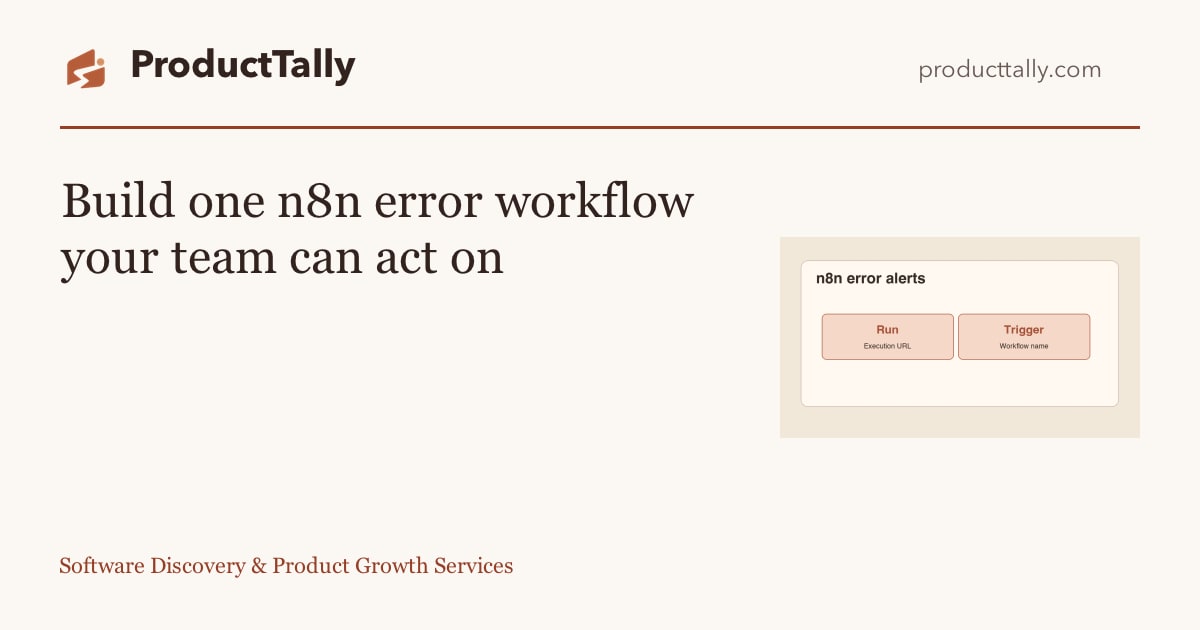 ProductTally
producttally.com
Build one n8n error workflow
your team can act on
n8n error alerts
Run
Execution URL
Trigger
Workflow name
Software Discovery & Product Growth Services